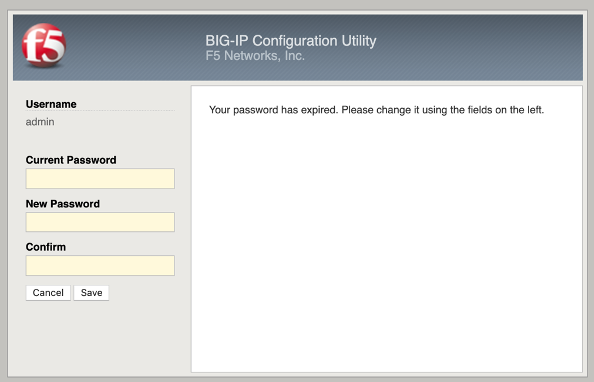 f5
BIG-IP Configuration Utility
F5 Networks, Inc.
Username
admin
Current Password
New Password
Confirm
Cancel Save
Your password has expired. Please change it using the fields on the left.